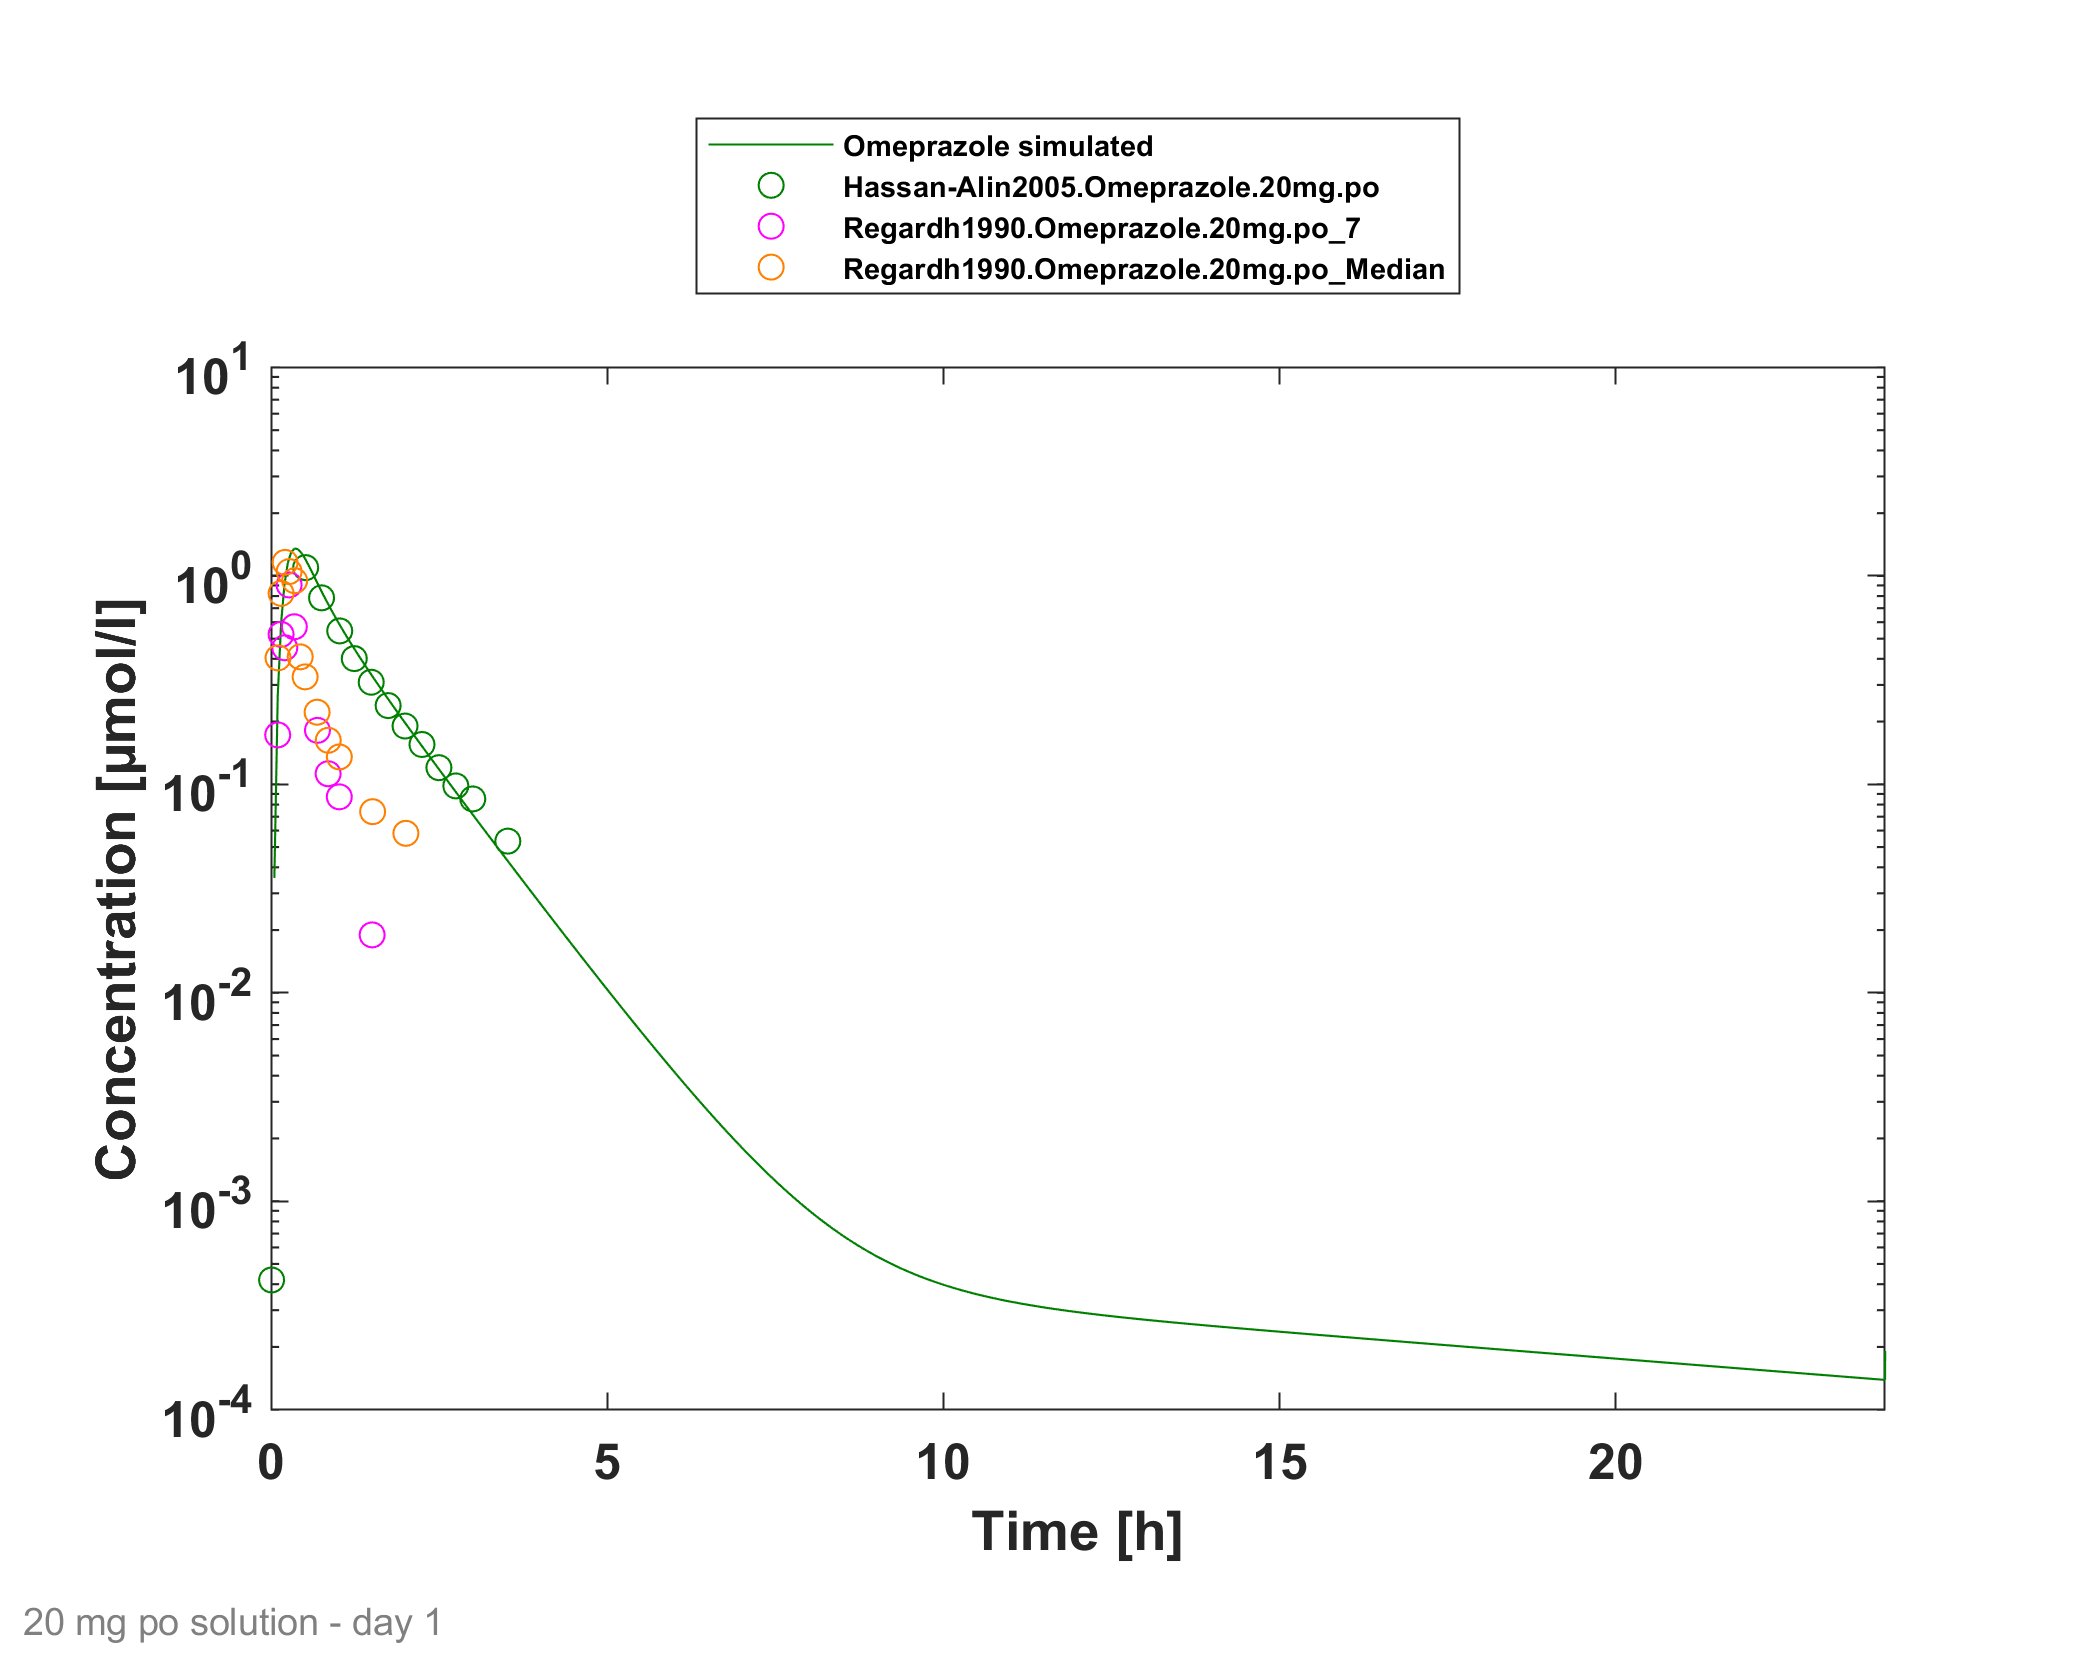 Omeprazole simulated
Hassan-Alin2005.Omeprazole.20mg.po
Regardh1990.Omeprazole.20mg.po_7
Regardh1990.Omeprazole.20mg.po_Median
10^1
10^0
10^-1
10^-2
10^-3
10^-4
Concentration [µmol/l]
0 5 10 15 20
Time [h]
20 mg po solution - day 1